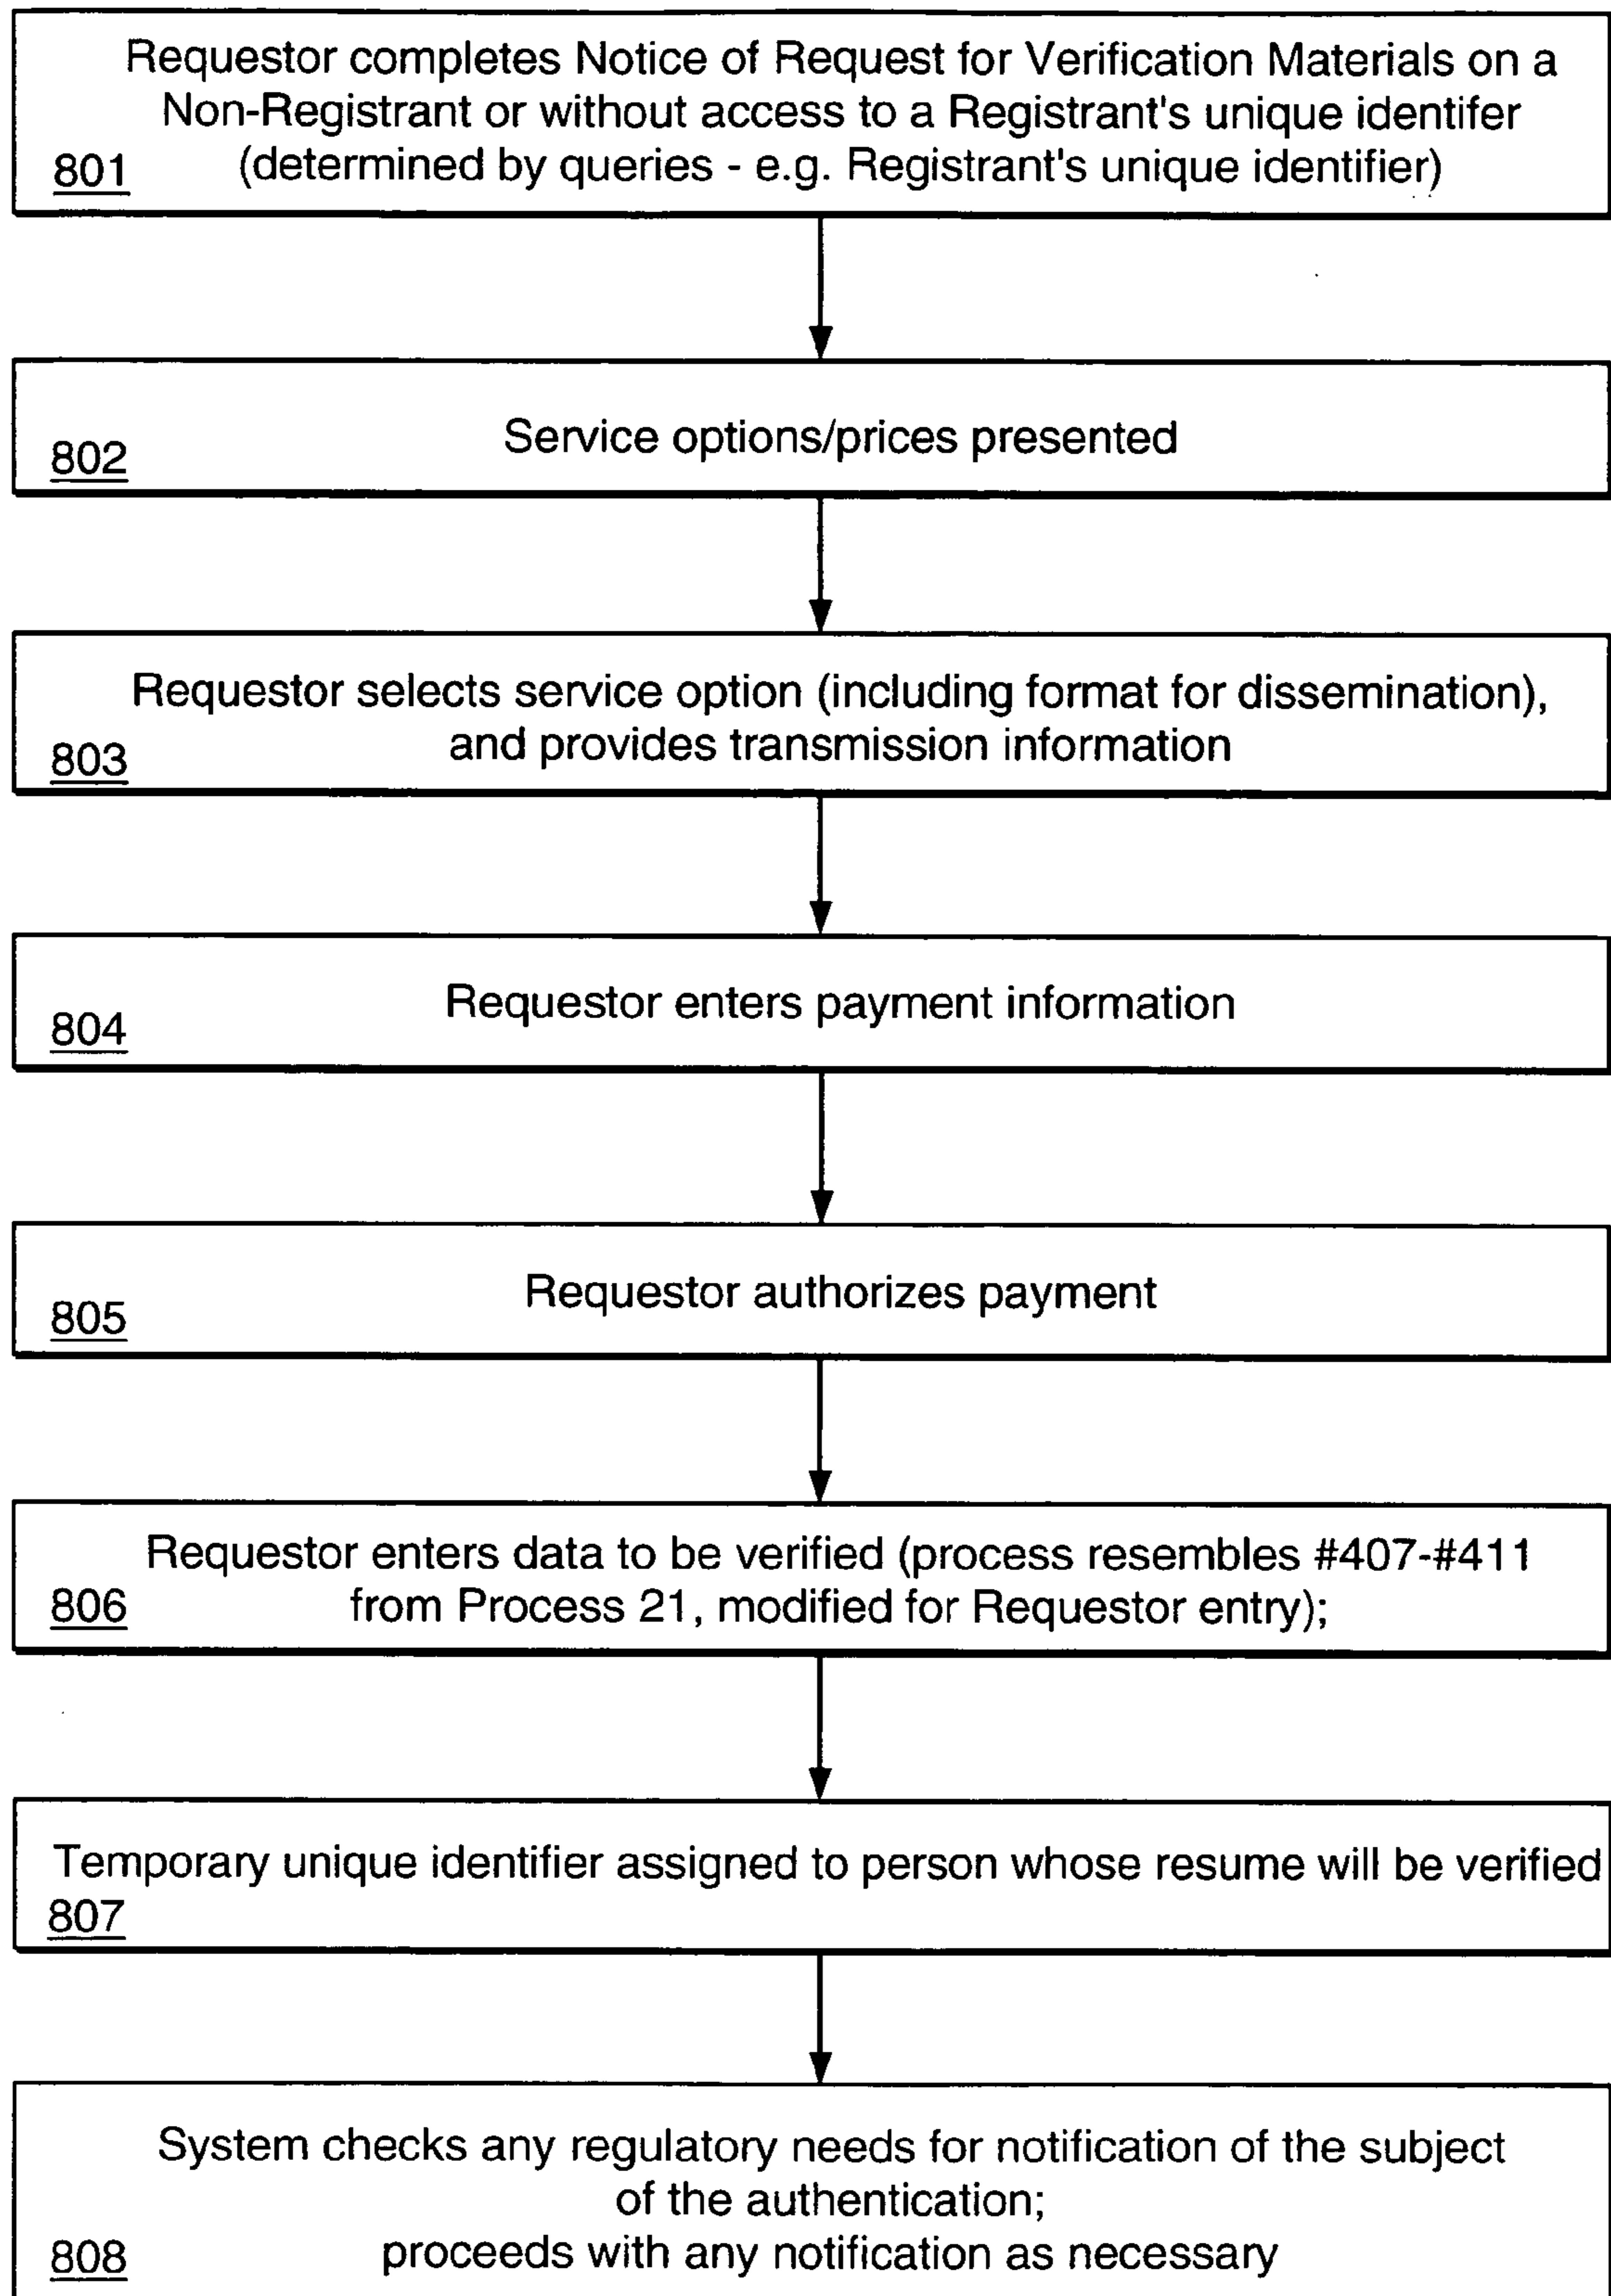 Requestor completes Notice of Request for Verification Materials on a
Non-Registrant or without access to a Registrant's unique identifer
801 (determined by queries - e.g. Registrant's unique identifier)
Service options/prices presented
802
Requestor selects service option (including format for dissemination),
and provides transmission information
803
Requestor enters payment information
804
Requestor authorizes payment
805
Requestor enters data to be verified (process resembles #407-#411
806 from Process 21, modified for Requestor entry);
Temporary unique identifier assigned to person whose resume will be verified
807
System checks any regulatory needs for notification of the subject
of the authentication;
808 proceeds with any notification as necessary